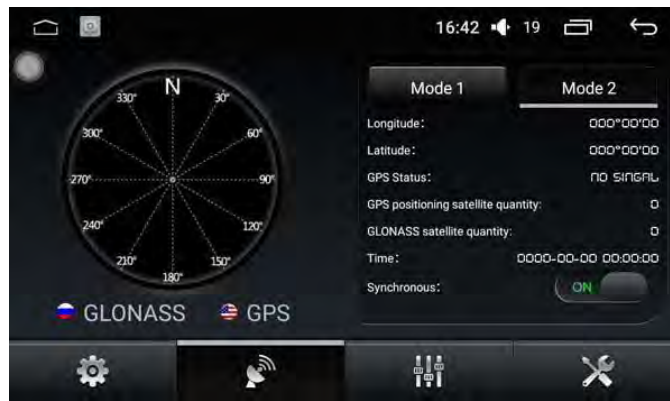 16:42 19
N
30°
60°
90°
120°
150°
180°
210°
240°
270°
300°
330°
GLONASS GPS
Mode 1 Mode 2
Longitude: 000°00'00
Latitude: 000°00'00
GPS Status: NO SINGAL
GPS positioning satellite quantity: 0
GLONASS satellite quantity: 0
Time: 0000-00-00 00:00:00
Synchronous: ON